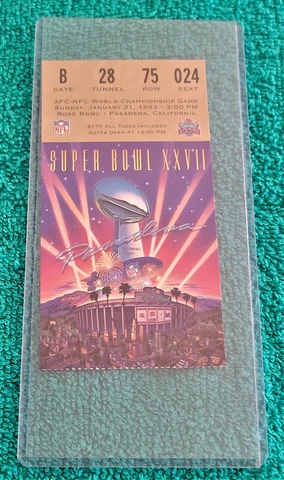 B 28 75 024
GATE TUNNEL ROW SEAT
AFC-NFC WORLD CHAMPIONSHIP GAME
SUNDAY, JANUARY 31, 1993 - 3:00 PM
ROSE BOWL - PASADENA, CALIFORNIA
NFL
$175 ALL TAXES INCLUDED
GATES OPEN AT 12:00 PM
SUPER BOWL XXVII
Pasadena